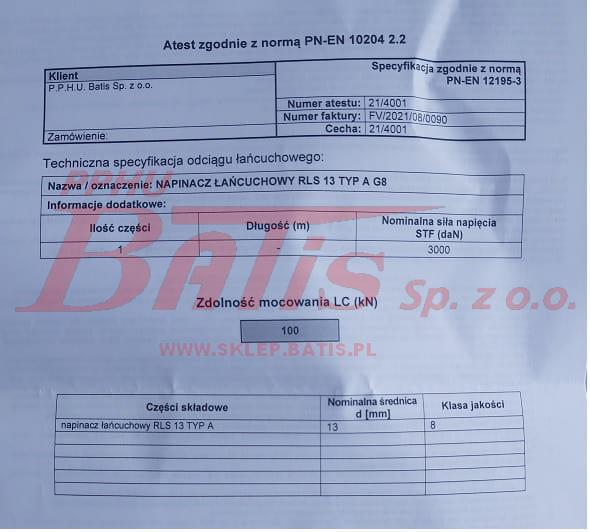 Atest zgodnie z normą PN-EN 10204 2.2
Klient
P.P.H.U. Batis Sp. z o.o.
Specyfikacja zgodnie z normą
PN-EN 12195-3
Numer atestu: 21/4001
Numer faktury: FV/2021/08/0090
Zamówienie:
Cecha: 21/4001
Techniczna specyfikacja odciągu łańcuchowego:
Nazwa / oznaczenie: NAPINACZ ŁAŃCUCHOWY RLS 13 TYP A G8
Informacje dodatkowe:
Ilość części Długość (m) Nominalna siła napięcia
STF (daN)
1 - 3000
PPHU
BATIS Sp. z o.o.
Zdolność mocowania LC (kN)
100
WWW.SKLEP.BATIS.PL
Części składowe Nominalna średnica
d [mm] Klasa jakości
napinacz łańcuchowy RLS 13 TYP A 13 8